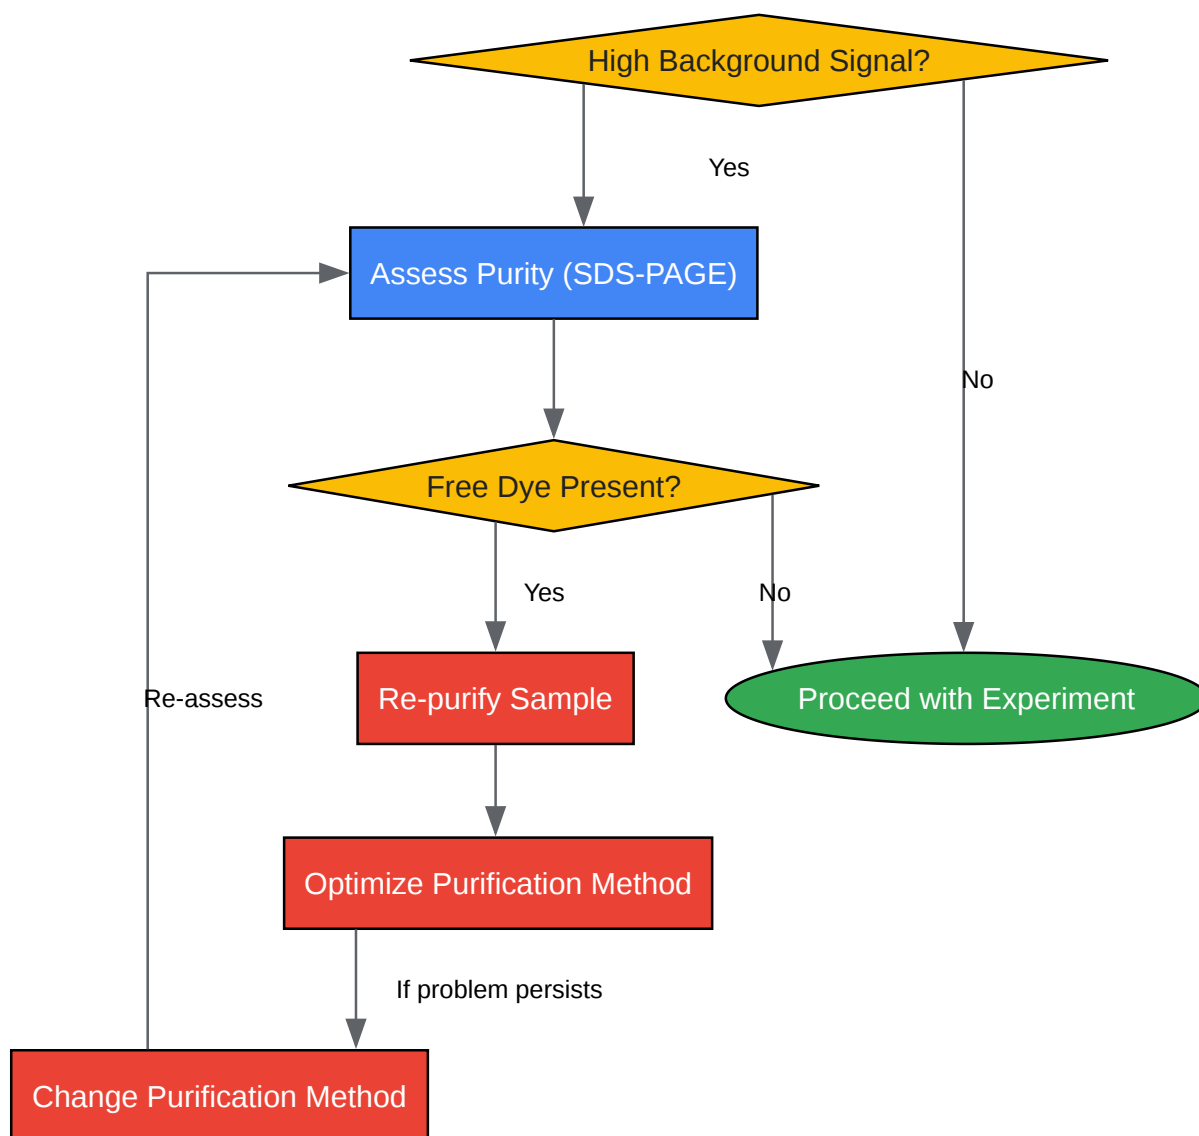 High Background Signal?
Yes
Assess Purity (SDS-PAGE)
No
Free Dye Present?
Yes
No
Re-assess
Re-purify Sample
Proceed with Experiment
Optimize Purification Method
If problem persists
Change Purification Method